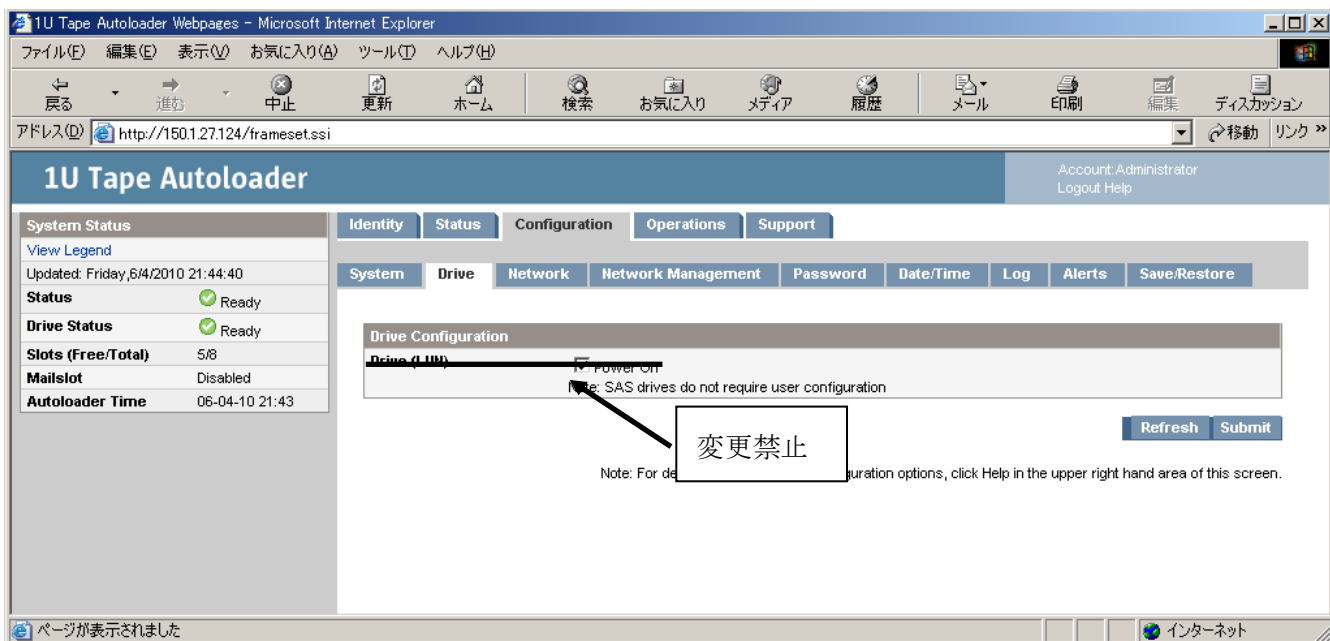 1U Tape Autoloader Webpages - Microsoft Internet Explorer
ファイル(F) 編集(E) 表示(V) お気に入り(A) ツール(T) ヘルプ(H)
戻る 進む 中止 更新 ホーム 検索 お気に入り メディア 履歴 メール 印刷 編集 ディスカッション
アドレス(D) http://150.1.27.124/frameset.ssi 移動 リンク »
1U Tape Autoloader
Account:Administrator
Logout Help
System Status
View Legend
Updated: Friday,6/4/2010 21:44:40
Status Ready
Drive Status Ready
Slots (Free/Total) 5/8
Mailslot Disabled
Autoloader Time 06-04-10 21:43
Identity Status Configuration Operations Support
System Drive Network Network Management Password Date/Time Log Alerts Save/Restore
Drive Configuration
Drive (LUN) Power On
Note: SAS drives do not require user configuration
Refresh Submit
変更禁止
Note: For de guration options, click Help in the upper right hand area of this screen.
ページが表示されました インターネット